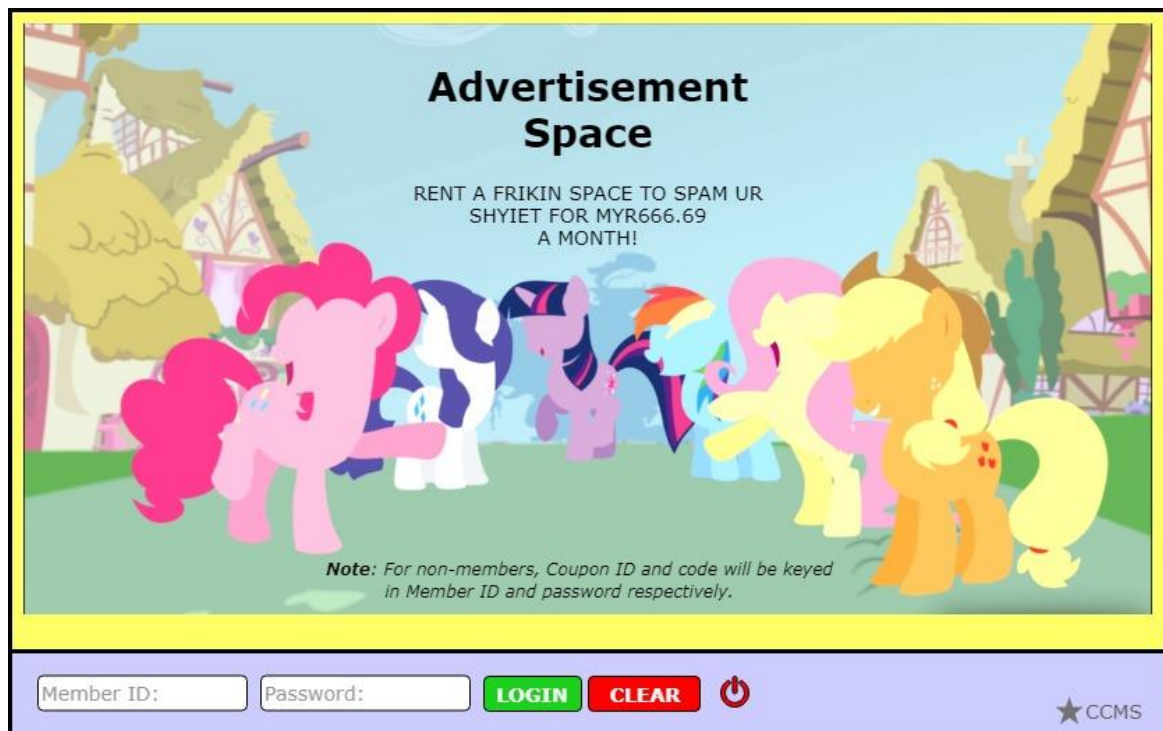 Advertisement
Space
RENT A FRIKIN SPACE TO SPAM UR
SHYIET FOR MYR666.69
A MONTH!
Note: For non-members, Coupon ID and code will be keyed
in Member ID and password respectively.
Member ID: Password: LOGIN CLEAR
CCMS